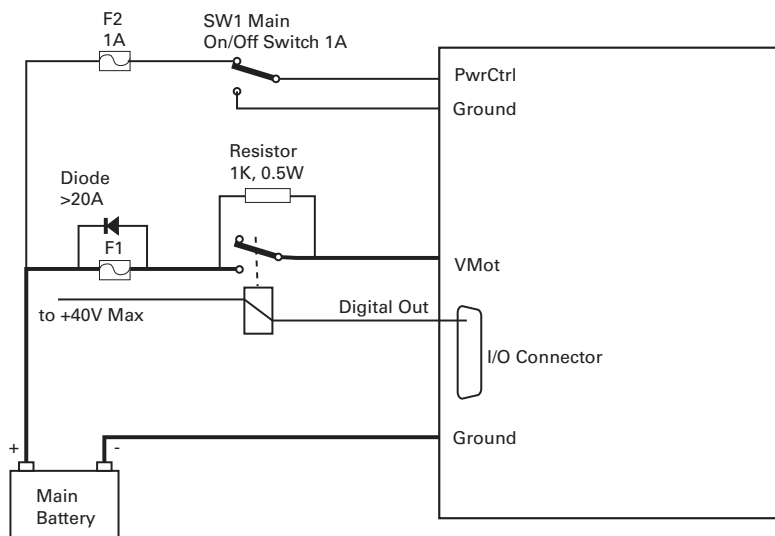 F2
1A
SW1 Main
On/Off Switch 1A
PwrCtrl
Ground
Resistor
1K, 0.5W
Diode
>20A
F1
VMot
to +40V Max
Digital Out
I/O Connector
Ground
+
-
Main
Battery